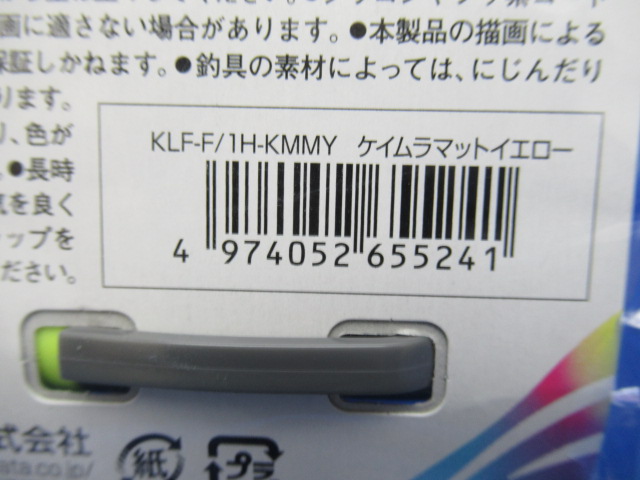 画に適さない場合があります。●本製品の描画による
保証しかねます。●釣具の素材によっては、にじんだり
ります。
り、色が
●長時
気を良く
ップを
ださい。
KLF-F/1H-KMMY ケイムラマットイエロー
4 974052 655241
式会社
ata.co.jp/
紙
プラ